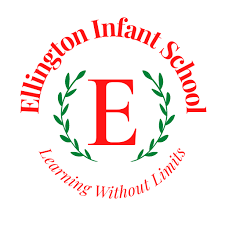 Ellington Infant School
E
Learning Without Limits